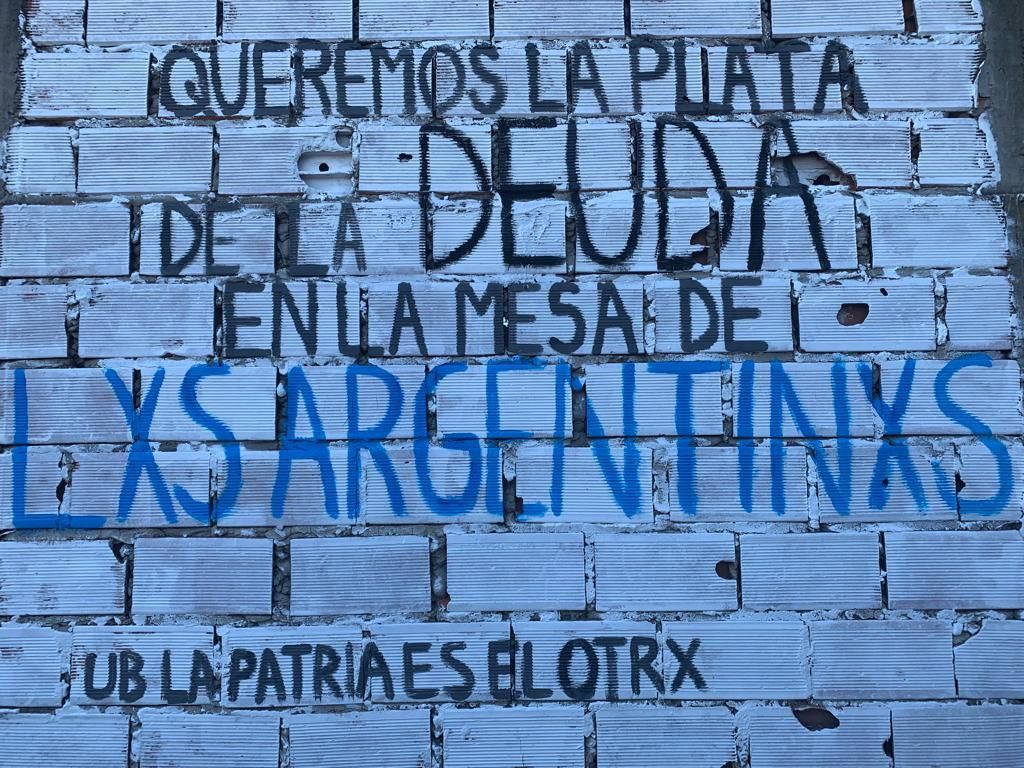 QUEREMOS LA PLATA
DE LA DEUDA
EN LA MESA DE
LXS ARGENTINXS
UB LA PATRIA ES EL OTRX